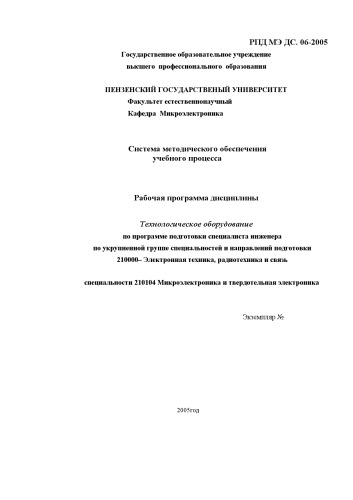 РПД МЭ ДС. 06-2005
Государственное образовательное учреждение
высшего профессионального образования
ПЕНЗЕНСКИЙ ГОСУДАРСТВЕНЫЙ УНИВЕРСИТЕТ
Факультет естественнонаучный
Кафедра Микроэлектроника
Система методического обеспечения
учебного процесса
Рабочая программа дисциплины
Технологическое оборудование
по программе подготовки специалиста инженера
по укрупненной группе специальностей и направлений подготовки
210000– Электронная техника, радиотехника и связь
специальности 210104 Микроэлектроника и твердотельная электроника
Экземпляр №
2005год